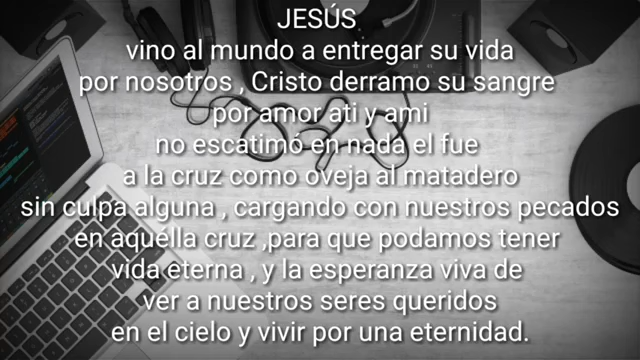 JESÚS
vino al mundo a entregar su vida
por nosotros , Cristo derramo su sangre
por amor ati y ami
no escatimó en nada el fue
a la cruz como oveja al matadero
sin culpa alguna , cargando con nuestros pecados
en aquélla cruz ,para que podamos tener
vida eterna , y la esperanza viva de
ver a nuestros seres queridos
en el cielo y vivir por una eternidad.